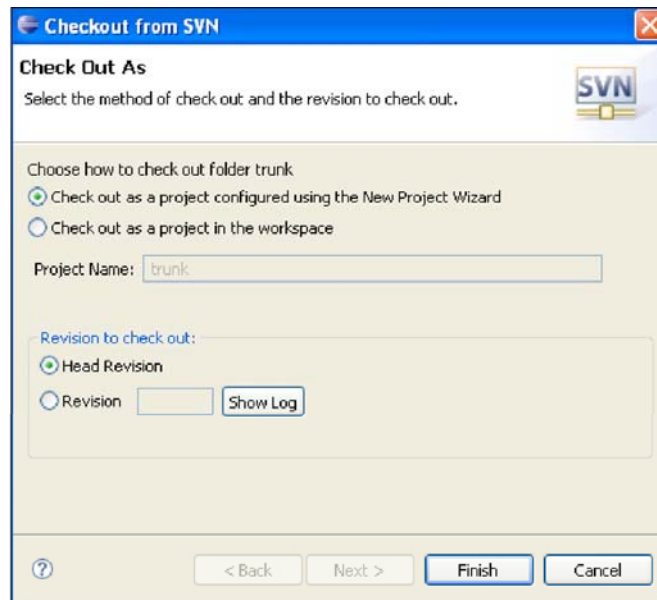 Checkout from SVN
Check Out As
Select the method of check out and the revision to check out.
SVN
Choose how to check out folder trunk
Check out as a project configured using the New Project Wizard
Check out as a project in the workspace
Project Name: trunk
Revision to check out:
Head Revision
Revision Show Log
? < Back Next > Finish Cancel